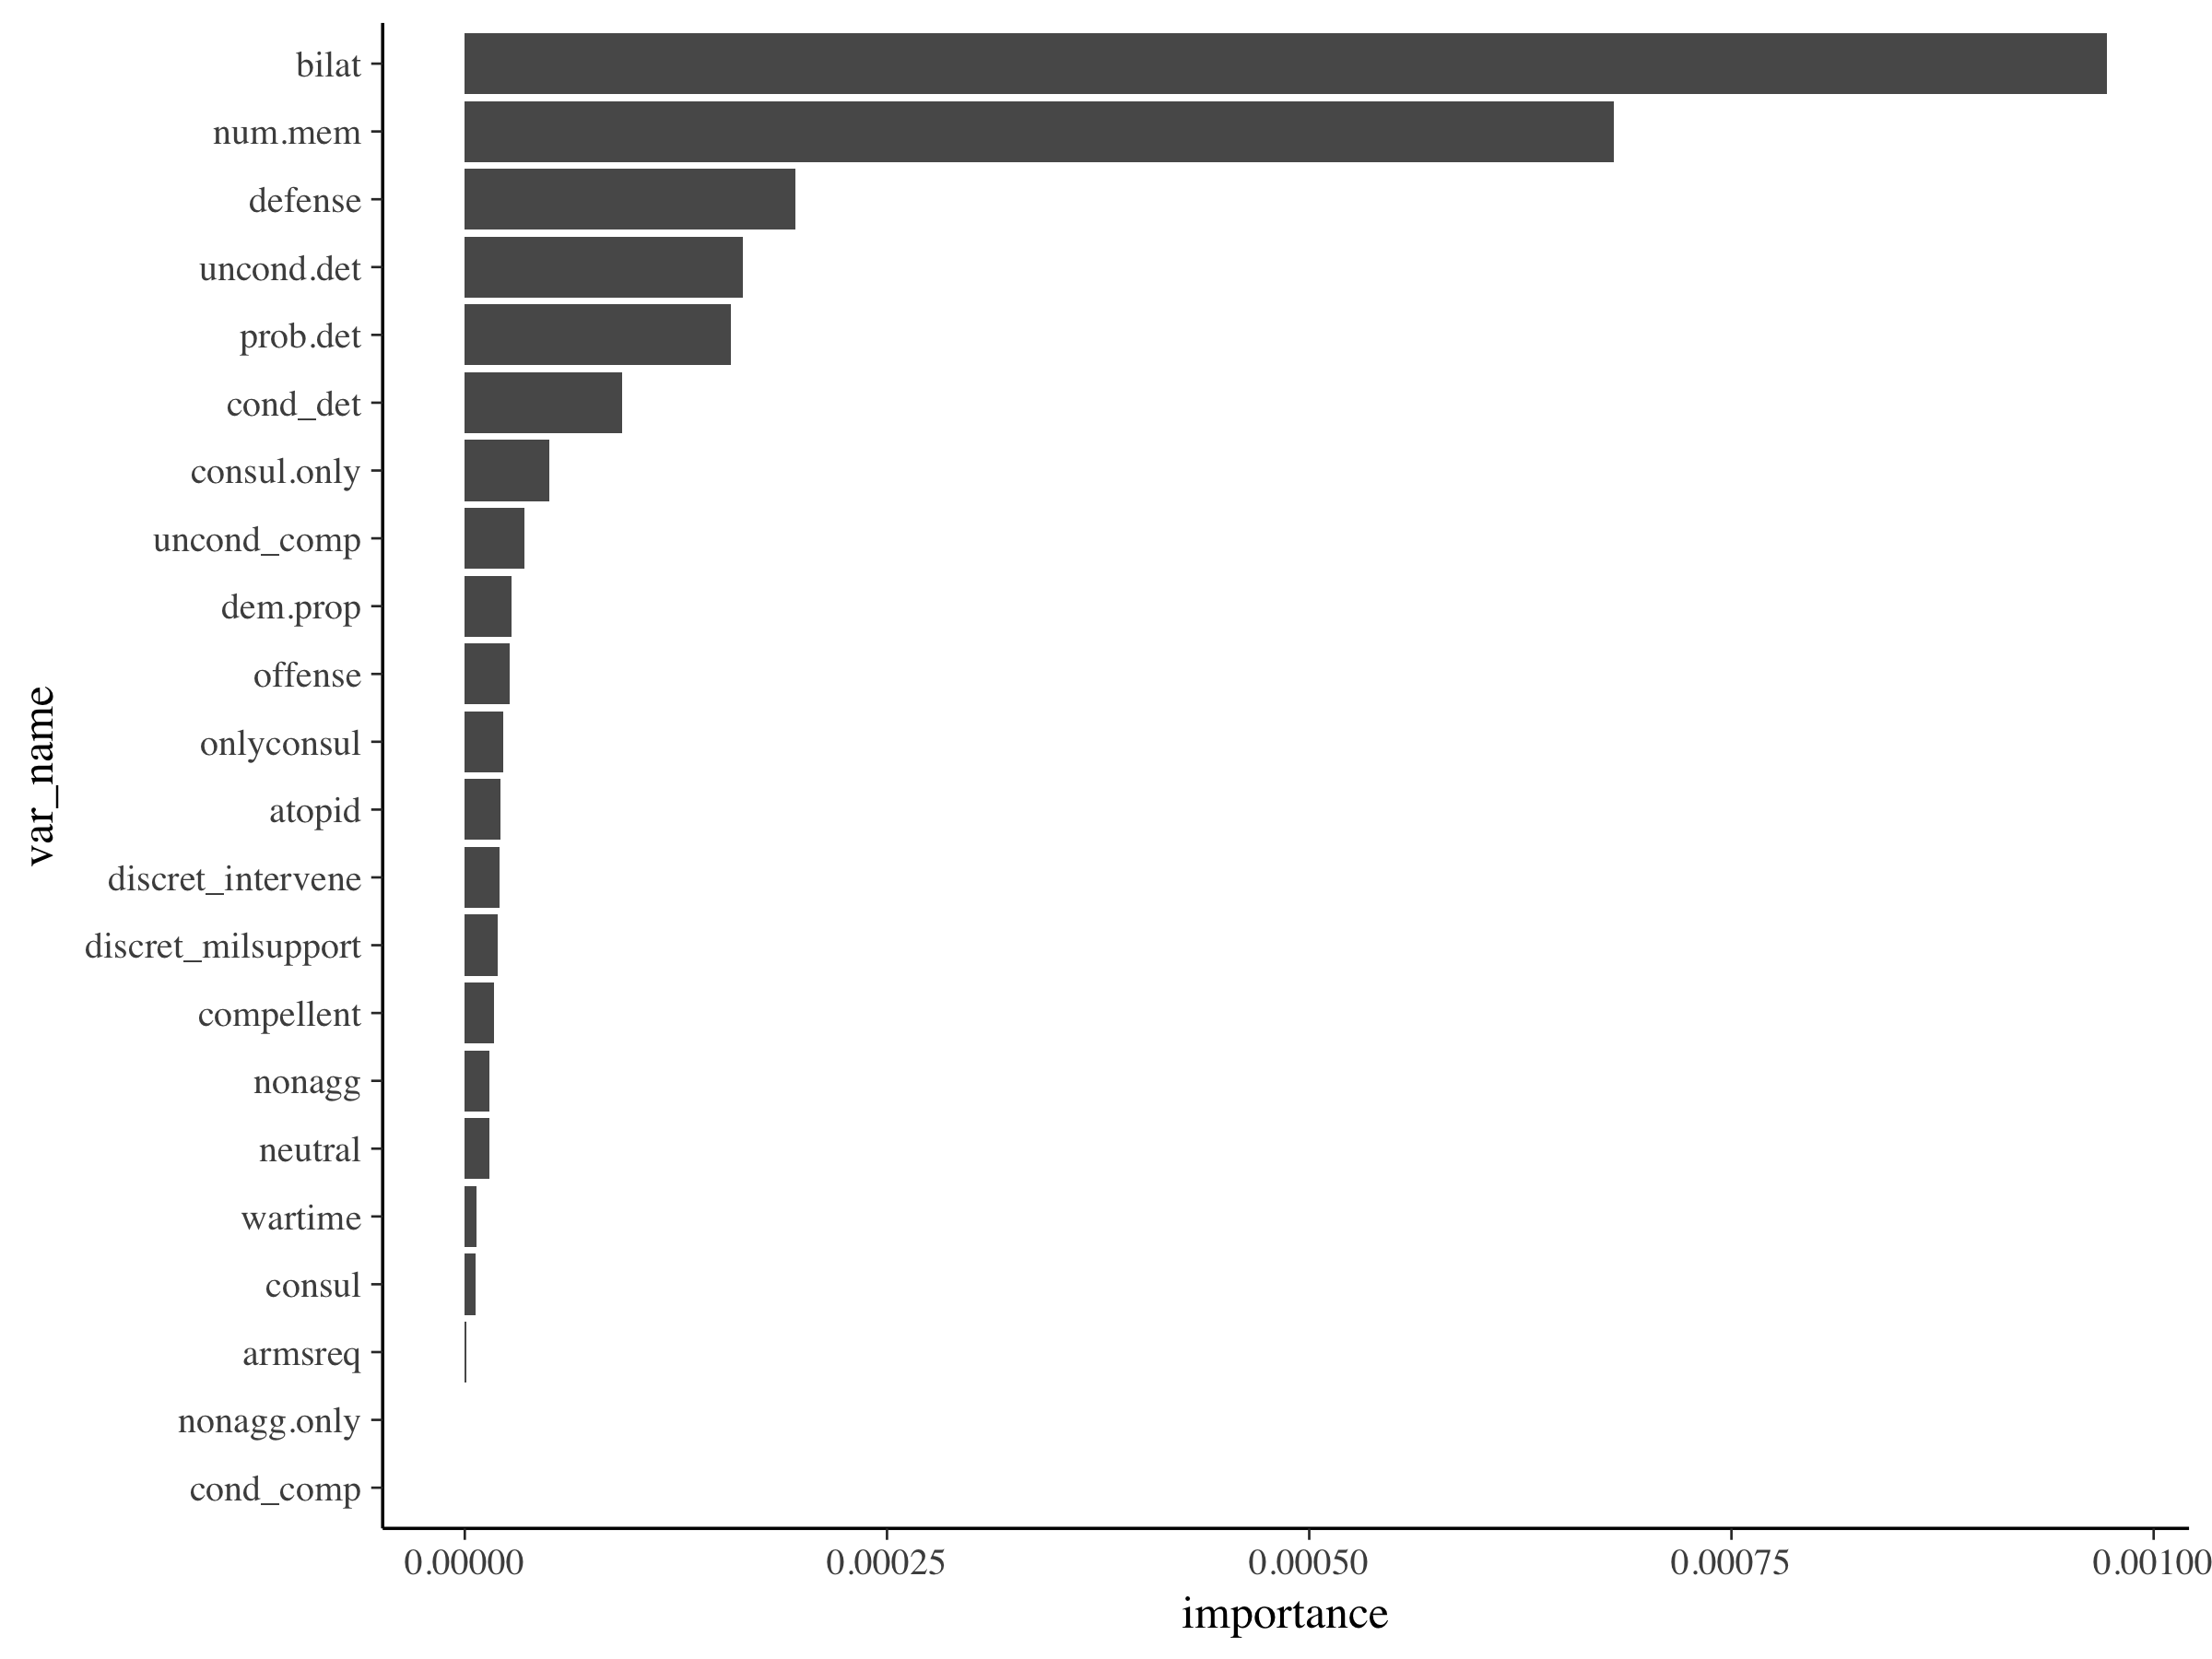 bilat
num.mem
defense
uncond.det
prob.det
cond_det
consul.only
uncond_comp
dem.prop
offense
onlyconsul
atopid
discret_intervene
discret_milsupport
compellent
nonagg
neutral
wartime
consul
armsreq
nonagg.only
cond_comp
var_name
0.00000 0.00025 0.00050 0.00075 0.00100
importance